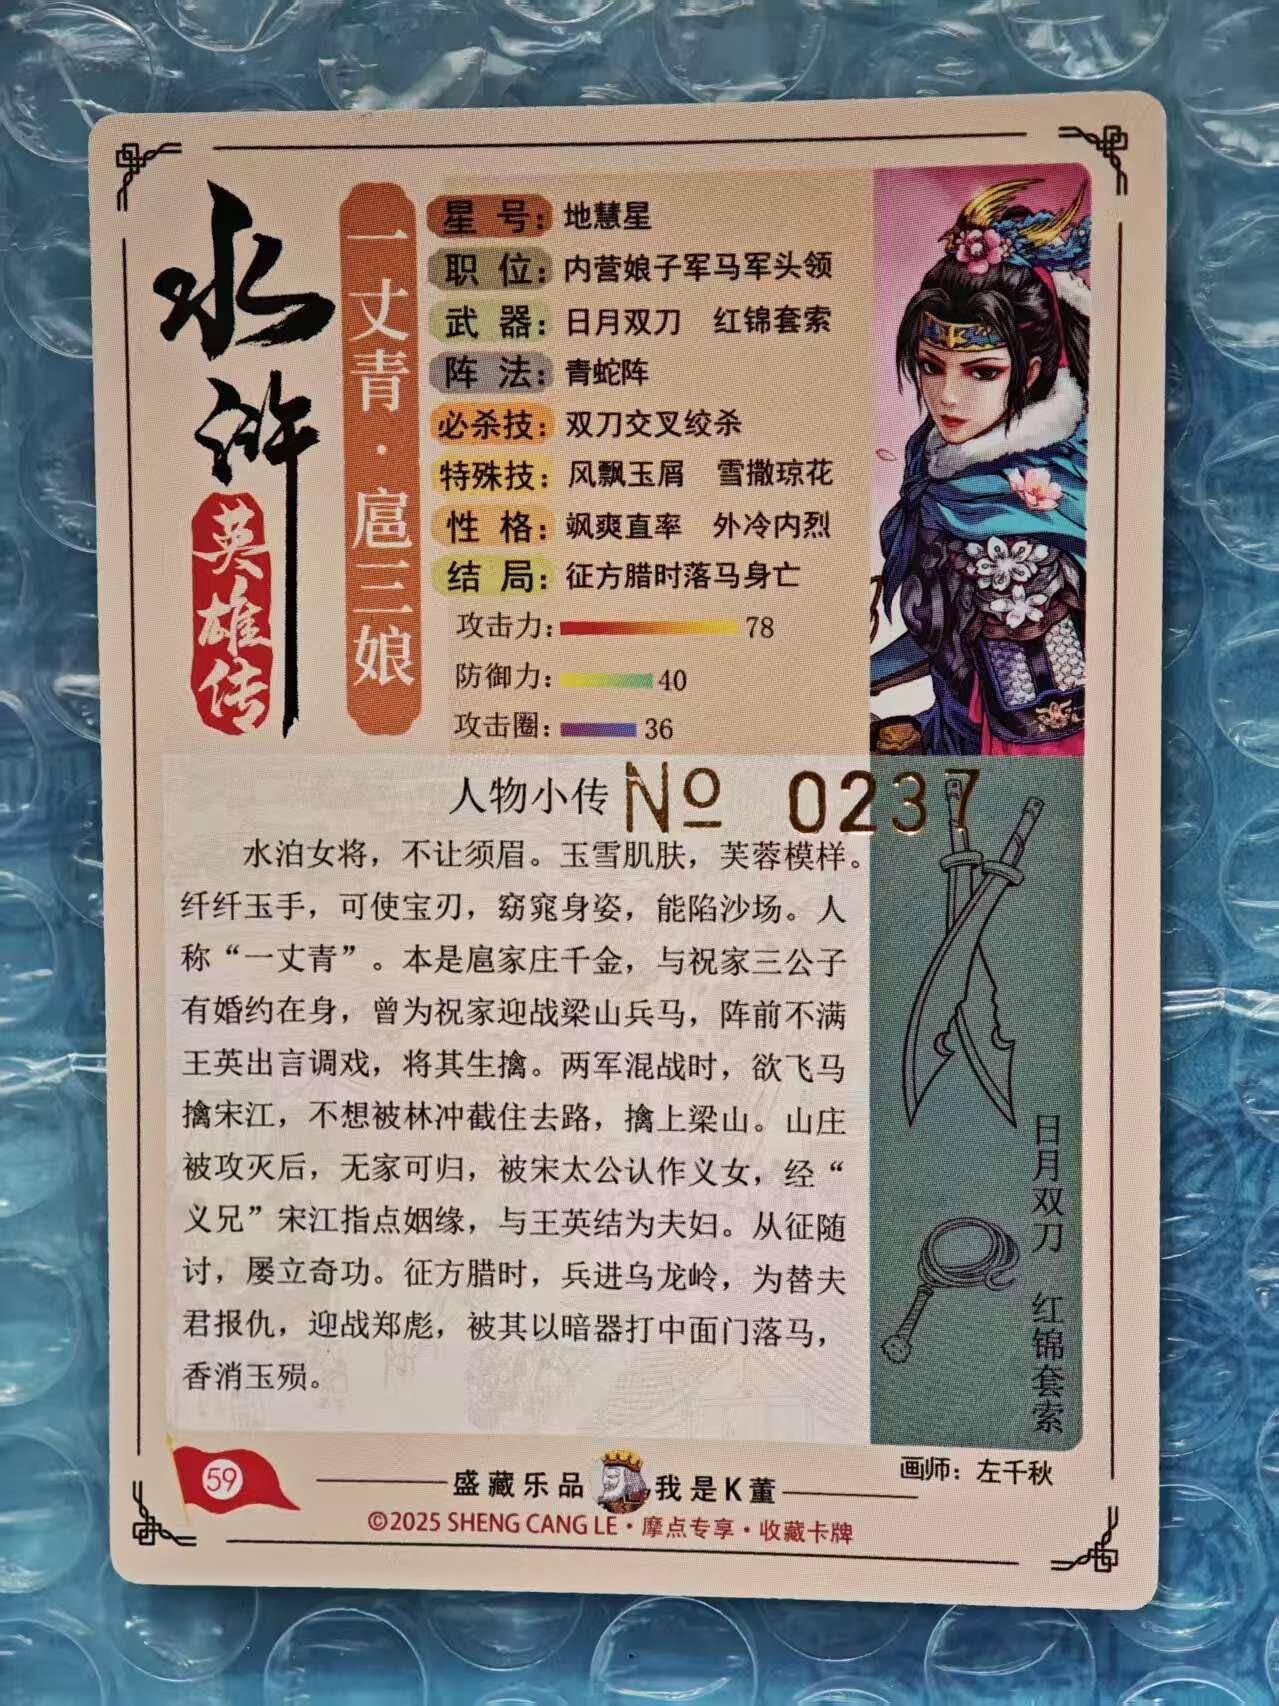 水浒
英雄传
一丈青·扈三娘
星号：地慧星
职位：内营娘子军马军头领
武器：日月双刀 红锦套索
阵法：青蛇阵
必杀技：双刀交叉绞杀
特殊技：风飘玉屑 雪撒琼花
性格：飒爽直率 外冷内烈
结局：征方腊时落马身亡
攻击力：78
防御力：40
攻击圈：36
人物小传
№ 0237
水泊女将，不让须眉。玉雪肌肤，芙蓉模样。
纤纤玉手，可使宝刃，窈窕身姿，能陷沙场。人
称“一丈青”。本是扈家庄千金，与祝家三公子
有婚约在身，曾为祝家迎战梁山兵马，阵前不满
王英出言调戏，将其生擒。两军混战时，欲飞马
擒宋江，不想被林冲截住去路，擒上梁山。山庄
被攻灭后，无家可归，被宋太公认作义女，经“
义兄”宋江指点姻缘，与王英结为夫妇。从征随
讨，屡立奇功。征方腊时，兵进乌龙岭，为替夫
君报仇，迎战郑彪，被其以暗器打中面门落马，
香消玉殒。
日月双刀 红锦套索
59
盛藏乐品 我是K董
画师：左千秋
©2025 SHENG CANG LE·摩点专享·收藏卡牌